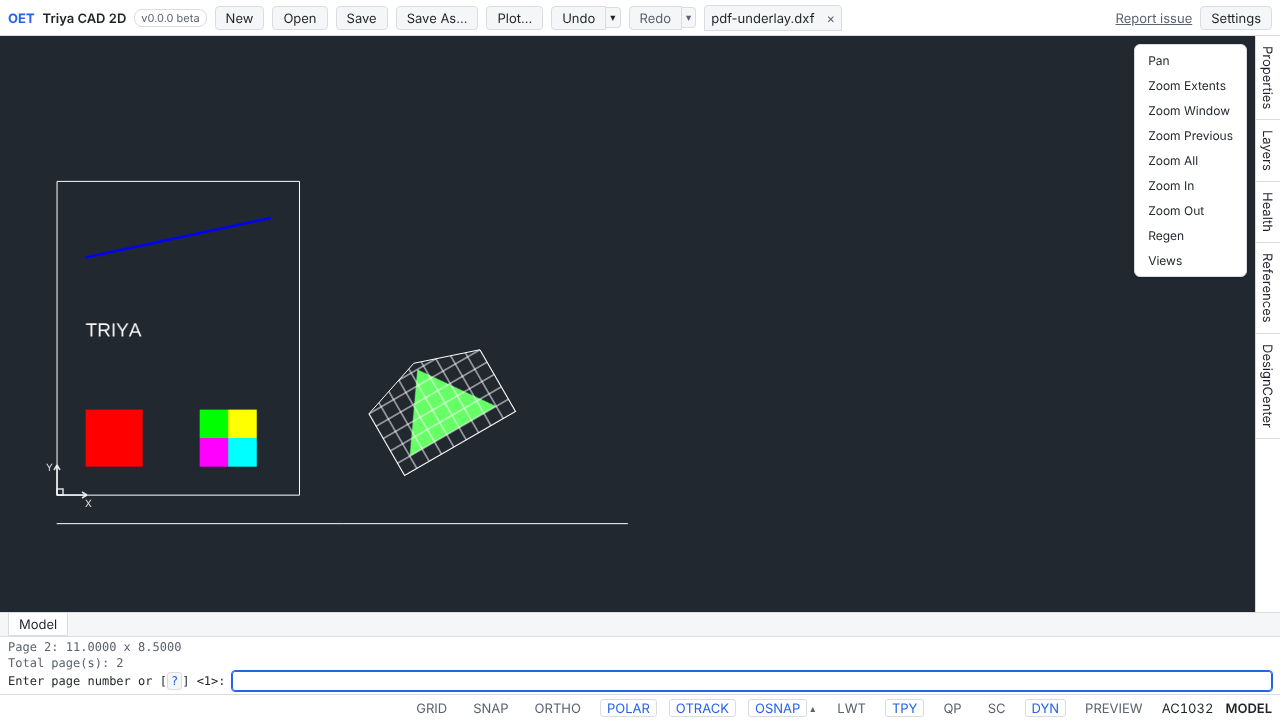 OET Triya CAD 2D v0.0.0 beta New Open Save Save As... Plot... Undo ▾ Redo ▾ pdf-underlay.dxf × Report issue Settings
Pan
Zoom Extents
Zoom Window
Zoom Previous
Zoom All
Zoom In
Zoom Out
Regen
Views
Properties
Layers
Health
References
DesignCenter
TRIYA
Y
X
Model
Page 2: 11.0000 x 8.5000
Total page(s): 2
Enter page number or [?] <1>:
GRID SNAP ORTHO POLAR OTRACK OSNAP ▴ LWT TPY QP SC DYN PREVIEW AC1032 MODEL